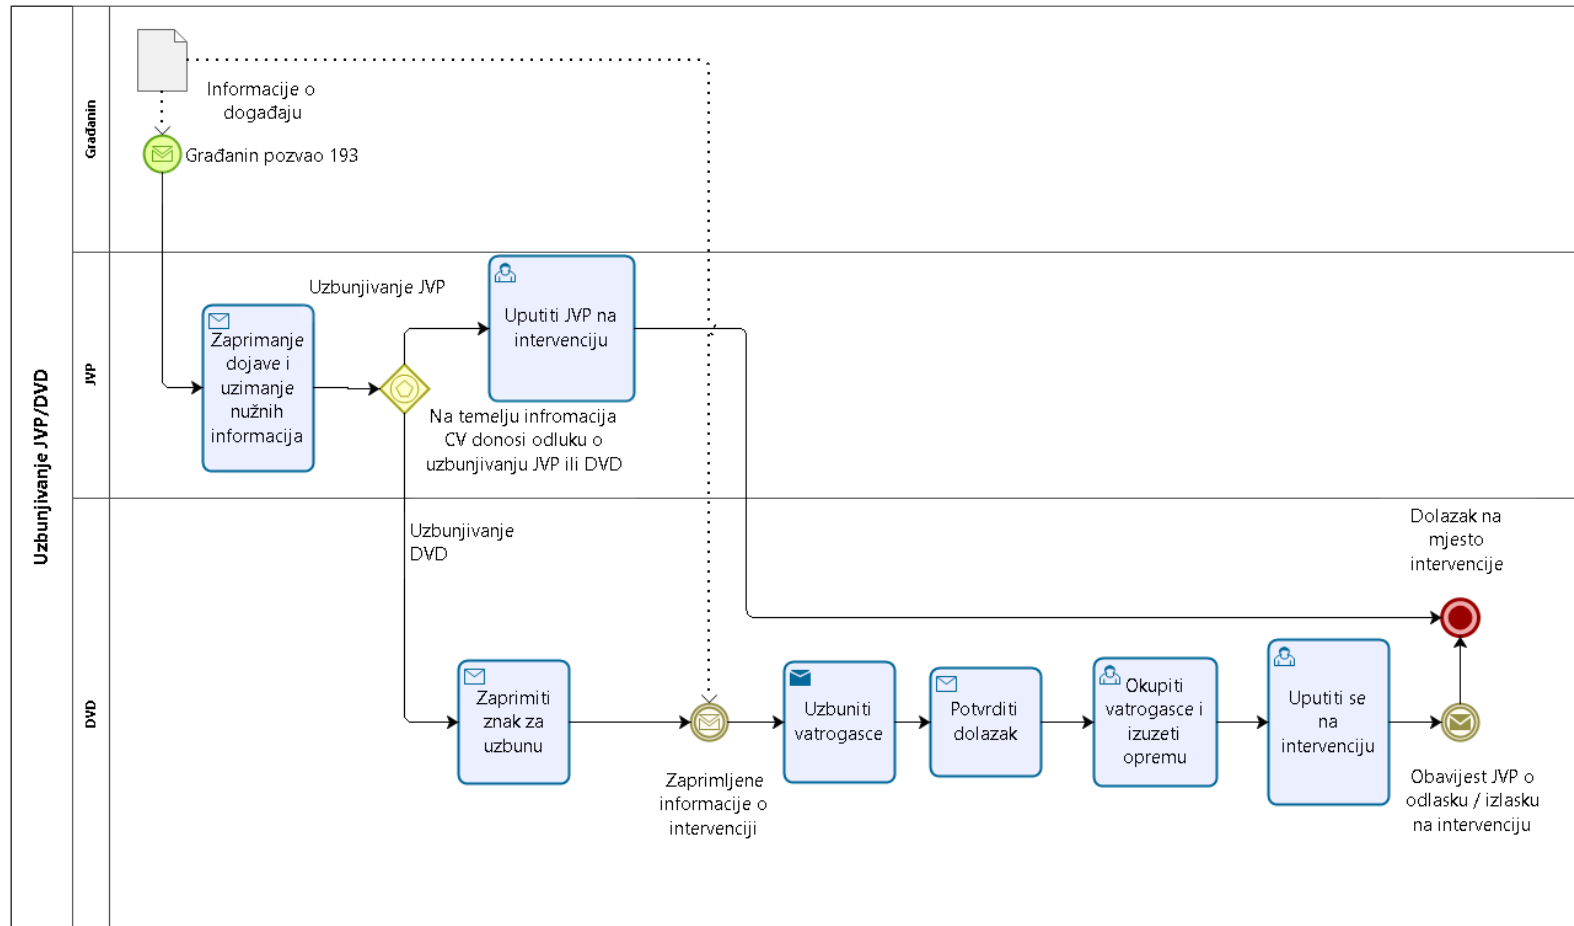 Uzbunjivanje JVP/DVD
Građanin
Informacije o
događaju
Građanin pozvao 193
JVP
Uzbunjivanje JVP
Zaprimanje
dojave i
uzimanje
nužnih
informacija
Uputiti JVP na
intervenciju
Na temelju infromacija
CV donosi odluku o
uzbunjivanju JVP ili DVD
DVD
Uzbunjivanje
DVD
Zaprimiti
znak za
uzbunu
Zaprimljene
informacije o
intervenciji
Uzbuniti
vatrogasce
Potvrditi
dolazak
Okupiti
vatrogasce i
izuzeti
opremu
Uputiti se
na
intervenciju
Dolazak na
mjesto
intervencije
Obavijest JVP o
odlasku / izlasku
na intervenciju